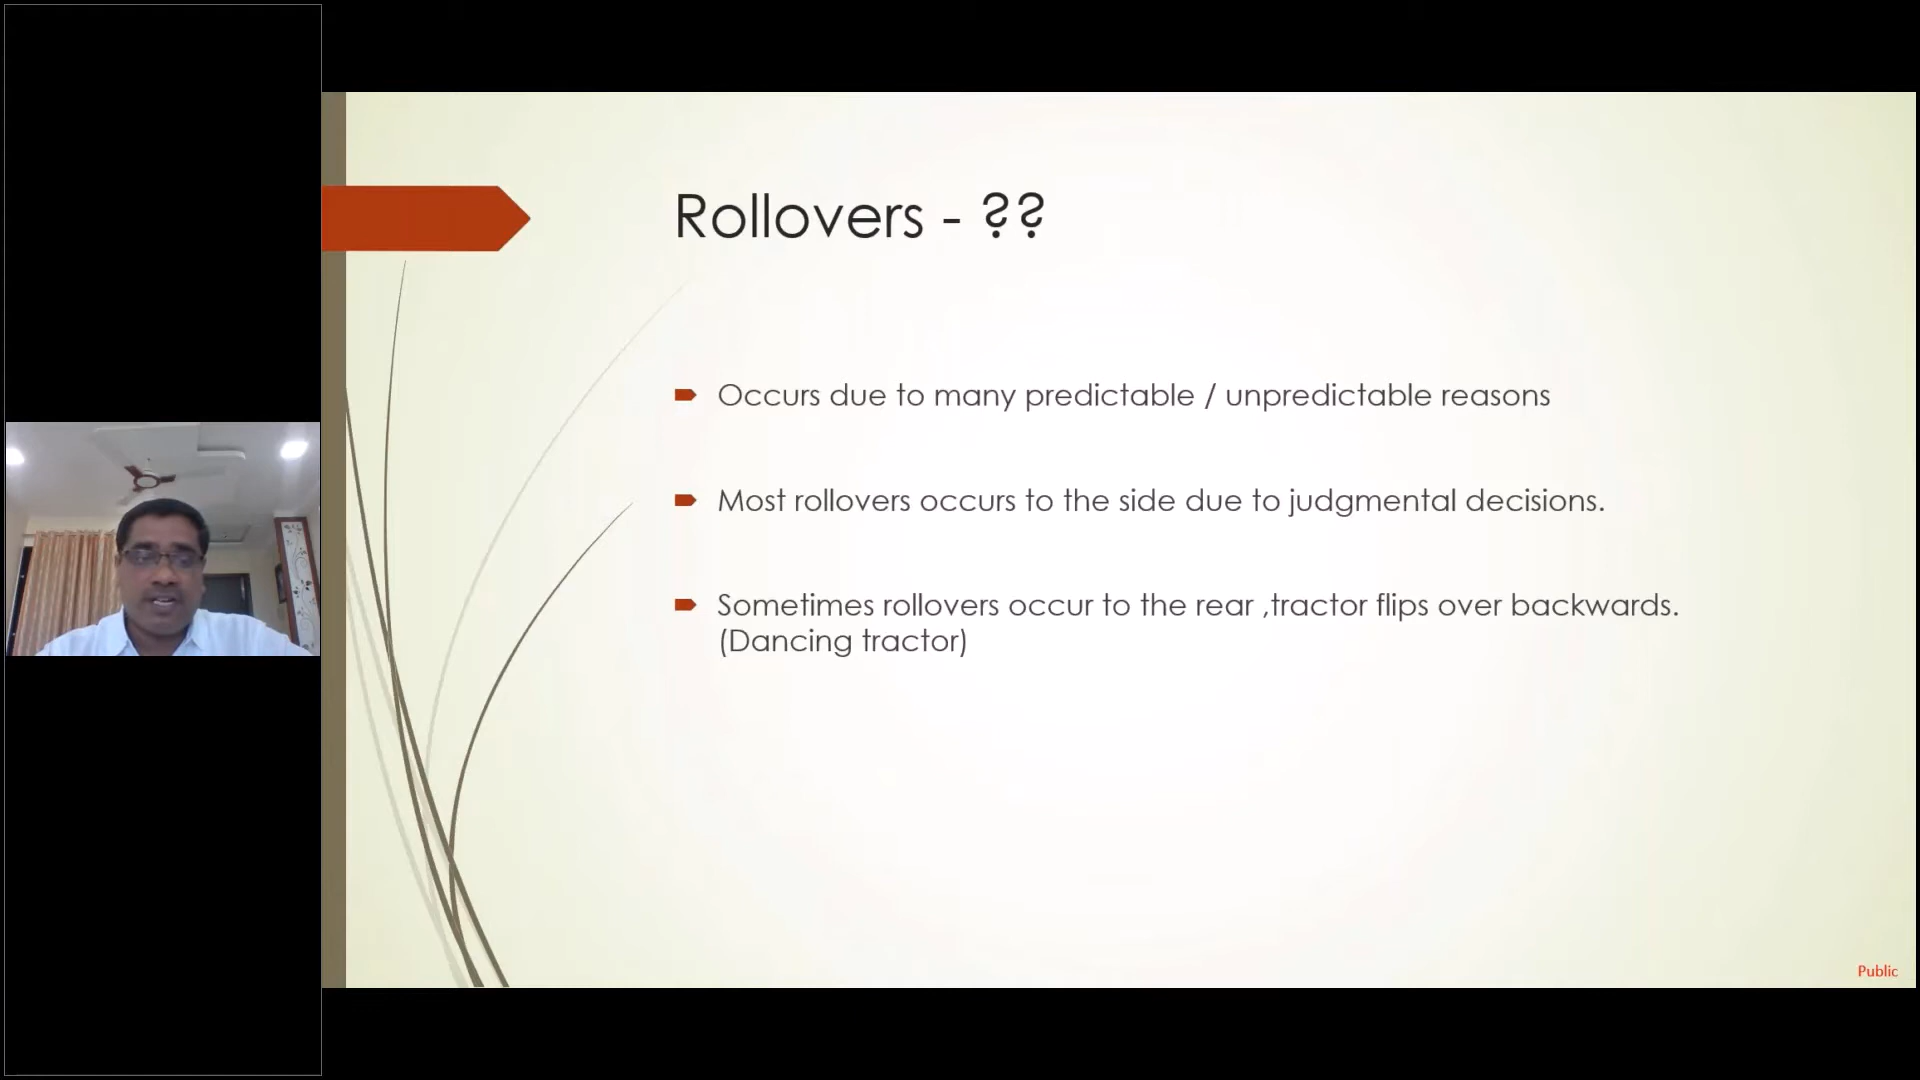 Rollovers - ??
Occurs due to many predictable / unpredictable reasons
Most rollovers occurs to the side due to judgmental decisions.
Sometimes rollovers occur to the rear ,tractor flips over backwards.
(Dancing tractor)
Public